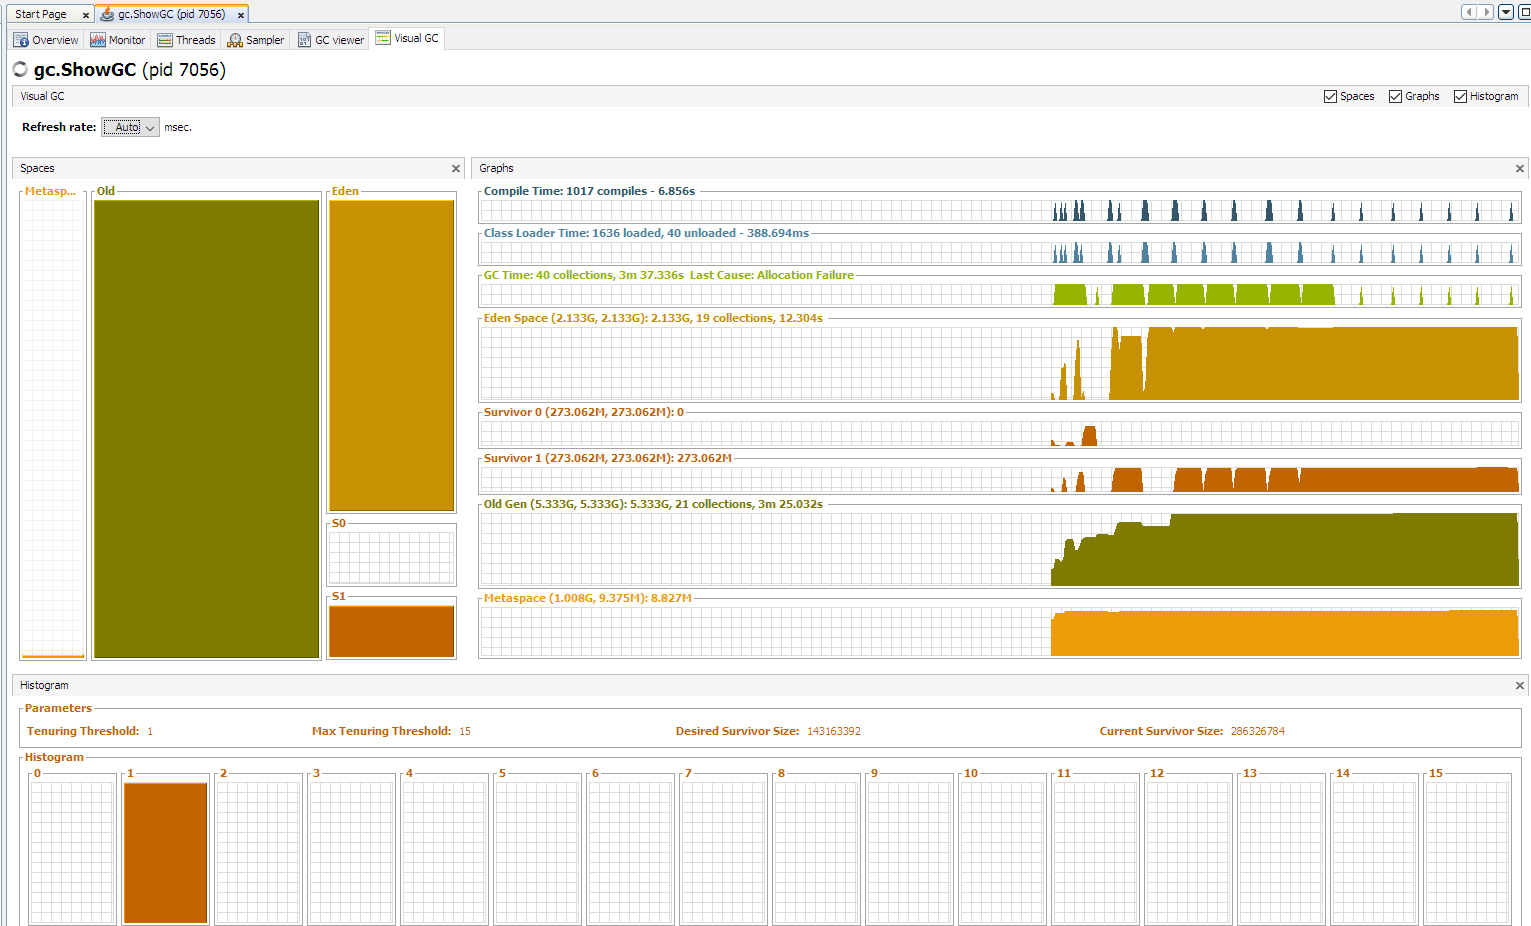 Start Page x gc.ShowGC (pid 7056) x
Overview Monitor Threads Sampler GC viewer Visual GC
gc.ShowGC (pid 7056)
Visual GC Spaces Graphs Histogram
Refresh rate: Auto msec.
Spaces
Metasp...
Old
Eden
S0
S1
Graphs
Compile Time: 1017 compiles - 6.856s
Class Loader Time: 1636 loaded, 40 unloaded - 388.694ms
GC Time: 40 collections, 3m 37.336s Last Cause: Allocation Failure
Eden Space (2.133G, 2.133G): 2.133G, 19 collections, 12.304s
Survivor 0 (273.062M, 273.062M): 0
Survivor 1 (273.062M, 273.062M): 273.062M
Old Gen (5.333G, 5.333G): 5.333G, 21 collections, 3m 25.032s
Metaspace (1.008G, 9.375M): 8.827M
Histogram
Parameters
Tenuring Threshold: 1 Max Tenuring Threshold: 15 Desired Survivor Size: 143163392 Current Survivor Size: 286326784
Histogram
0 1 2 3 4 5 6 7 8 9 10 11 12 13 14 15